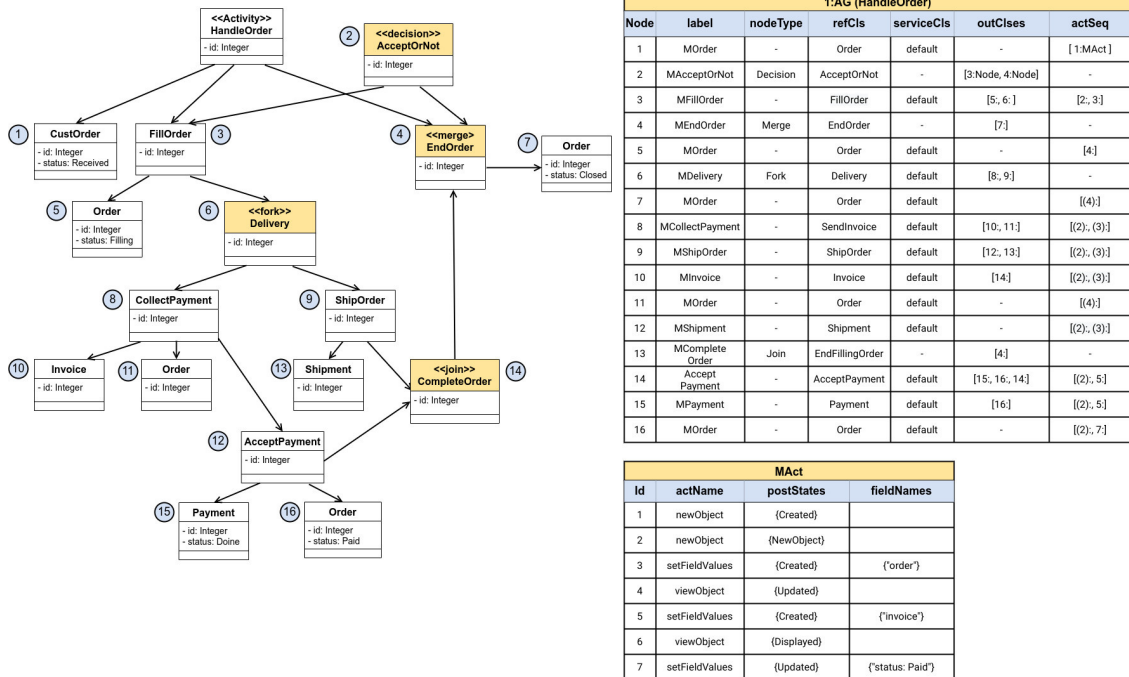 <<Activity>>
HandleOrder
- id: Integer
2
<<decision>>
AcceptOrNot
- id: Integer
1
CustOrder
- id: Integer
- status: Received
FillOrder
- id: Integer
3
4
<<merge>
EndOrder
- id: Integer
7
Order
- id: Integer
- status: Closed
5
Order
- id: Integer
- status: Filling
6
<<fork>>
Delivery
- id: Integer
8
CollectPayment
- id: Integer
9
ShipOrder
- id: Integer
10
Invoice
- id: Integer
11
Order
- id: Integer
13
Shipment
- id: Integer
<<join>>
CompleteOrder
- id: Integer
14
12
AcceptPayment
- id: Integer
15
Payment
- id: Integer
- status: Doine
16
Order
- id: Integer
- status: Paid
1:AG (HandleOrder)
Node label nodeType refCls serviceCls outClses actSeq
1 MOrder - Order default - [ 1:MAct ]
2 MAcceptOrNot Decision AcceptOrNot - [3:Node, 4:Node] -
3 MFillOrder - FillOrder default [5:, 6: ] [2:, 3:]
4 MEndOrder Merge EndOrder default [7:]
5 MOrder - Order default - [4:]
6 MDelivery Fork Delivery default [8:, 9:] -
7 MOrder - Order default [(4):]
8 MCollectPayment - SendInvoice default [10:, 11:] [(2):, (3):]
9 MShipOrder - ShipOrder default [12:, 13:] [(2):, (3):]
10 MInvoice - Invoice default [14:] [(2):, (3):]
11 MOrder - Order default - [(4):]
12 MShipment - Shipment default - [(2):, (3):]
13 MComplete Order Join EndFillingOrder - [4:] -
14 Accept Payment - AcceptPayment default [15:, 16:, 14:] [(2):, 5:]
15 MPayment - Payment default [16:] [(2):, 5:]
16 MOrder - Order default - [(2):, 7:]
MAct
Id actName postStates fieldNames
1 newObject {Created}
2 newObject {NewObject}
3 setFieldValues {Created} {"order"}
4 viewObject {Updated}
5 setFieldValues {Created} {"invoice"}
6 viewObject {Displayed}
7 setFieldValues {Updated} {"status: Paid"}